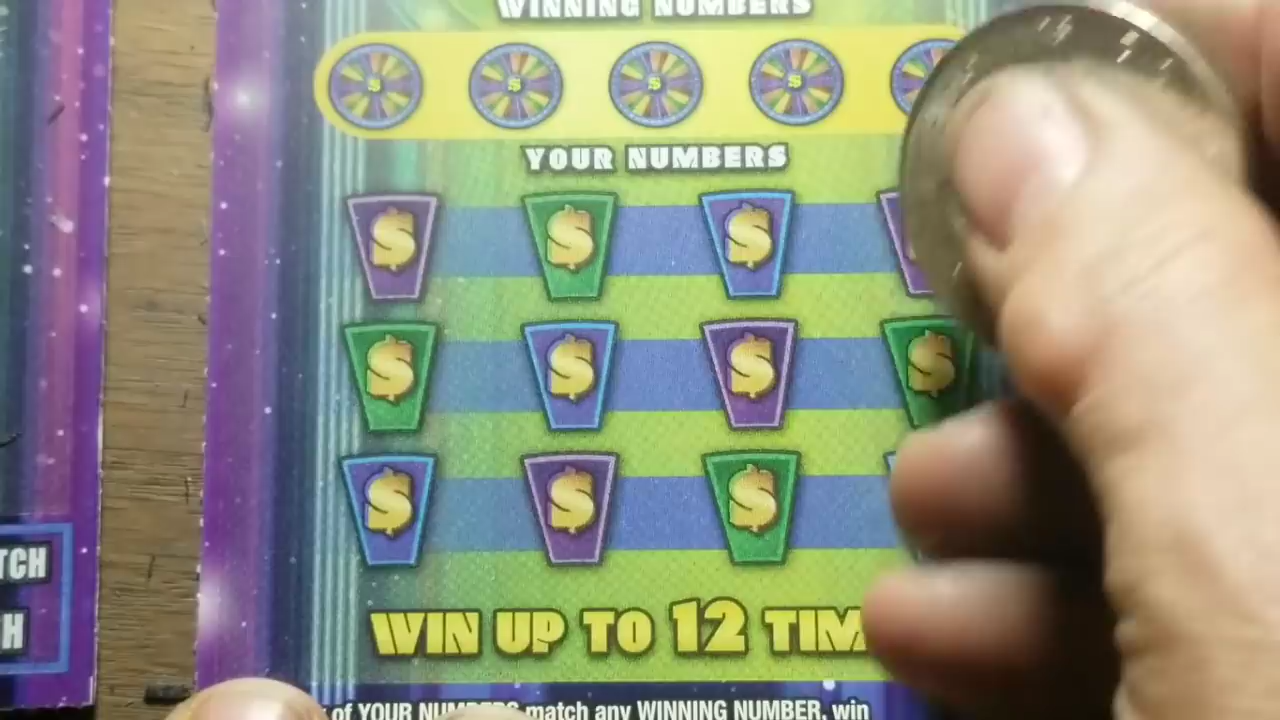 WINNING NUMBERS
$ $ $ $
YOUR NUMBERS
$ $ $
$ $ $ $
$ $ $
WIN UP TO 12 TIM
of YOUR NUMBERS match any WINNING NUMBER, win
TCH
H